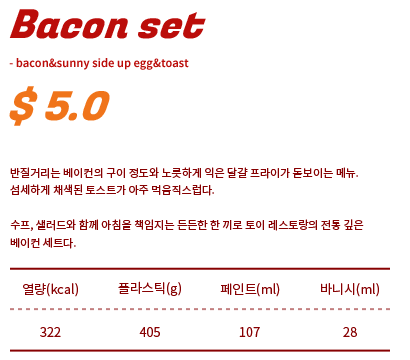 Bacon set
- bacon&sunny side up egg&toast
$ 5.0
반질거리는 베이컨의 구이 정도와 노릇하게 익은 달걀 프라이가 돋보이는 메뉴.
섬세하게 채색된 토스트가 아주 먹음직스럽다.
수프, 샐러드와 함께 아침을 책임지는 든든한 한 끼로 토이 레스토랑의 전통 깊은
베이컨 세트다.
열량(kcal) 플라스틱(g) 페인트(ml) 바니시(ml)
322 405 107 28